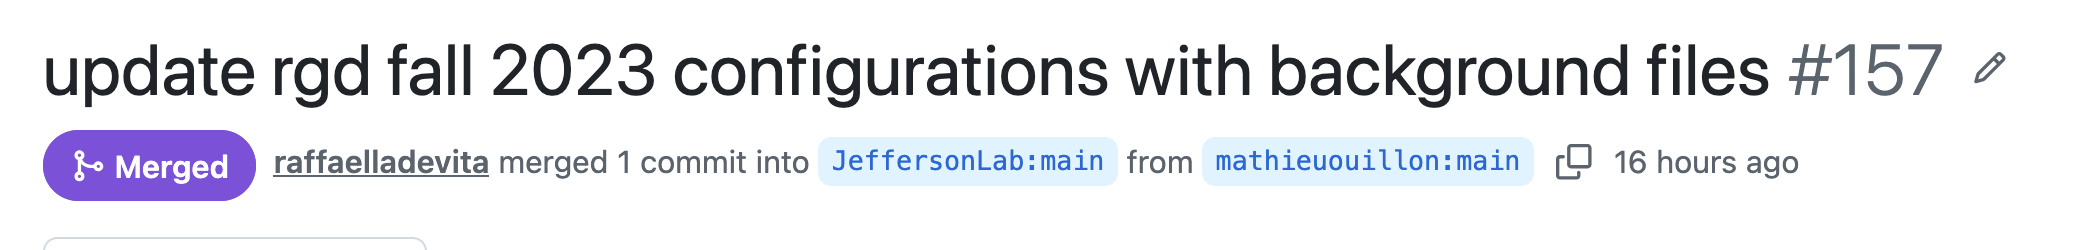 update rgd fall 2023 configurations with background files #157
Merged raffaelladevita merged 1 commit into JeffersonLab:main from mathieuouillon:main 16 hours ago